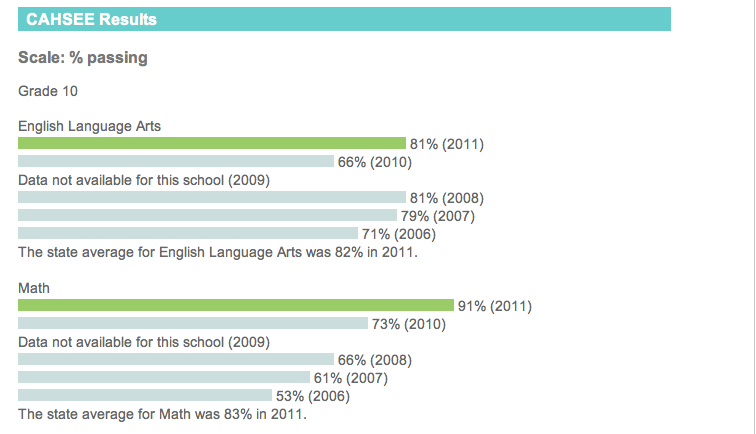 CAHSEE Results
Scale: % passing
Grade 10
English Language Arts
81% (2011)
66% (2010)
Data not available for this school (2009)
81% (2008)
79% (2007)
71% (2006)
The state average for English Language Arts was 82% in 2011.
Math
91% (2011)
73% (2010)
Data not available for this school (2009)
66% (2008)
61% (2007)
53% (2006)
The state average for Math was 83% in 2011.